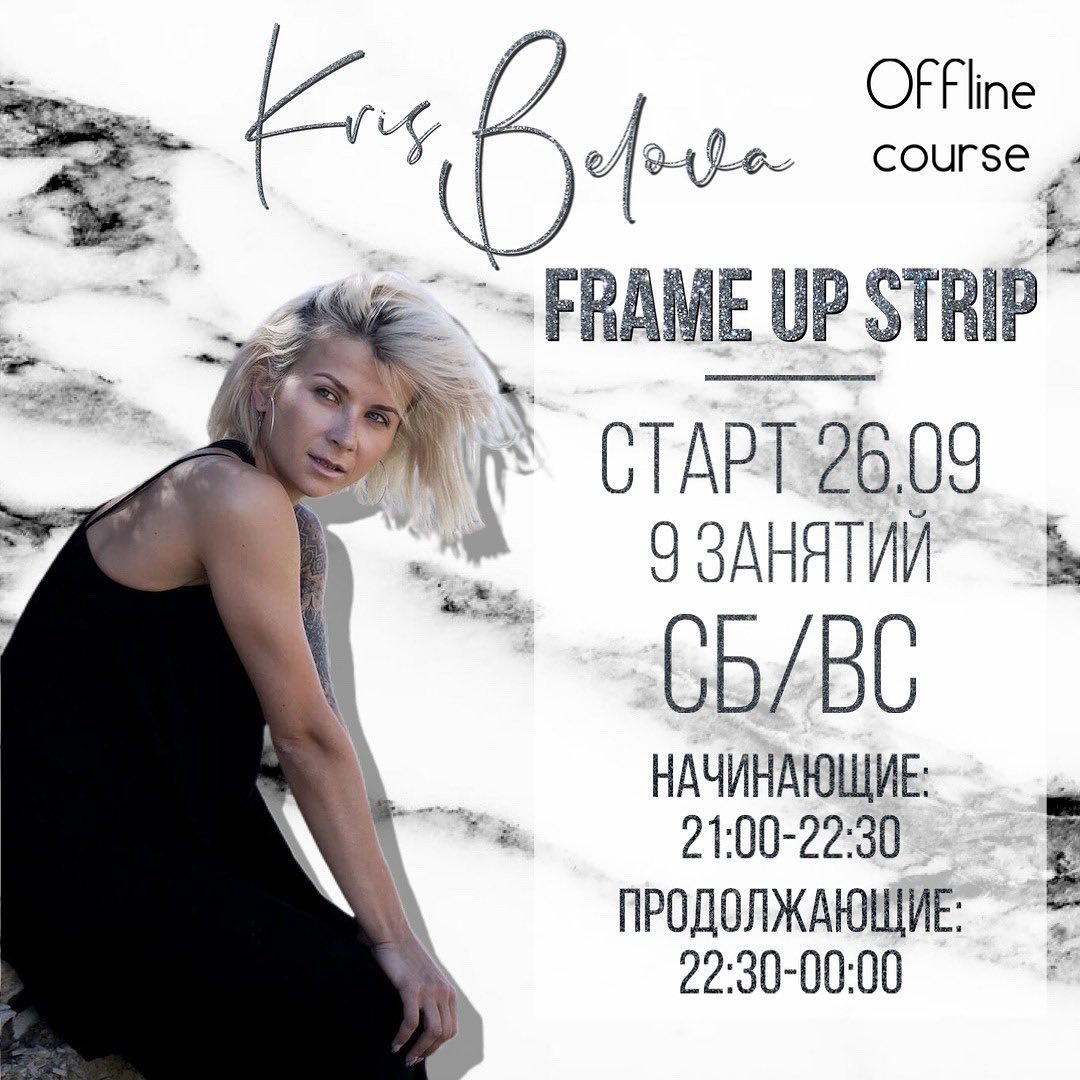 Kris Belova
Offline
course
FRAME UP STRIP
СТАРТ 26.09
9 ЗАНЯТИЙ
СБ/ВС
НАЧИНАЮЩИЕ:
21:00-22:30
ПРОДОЛЖАЮЩИЕ:
22:30-00:00